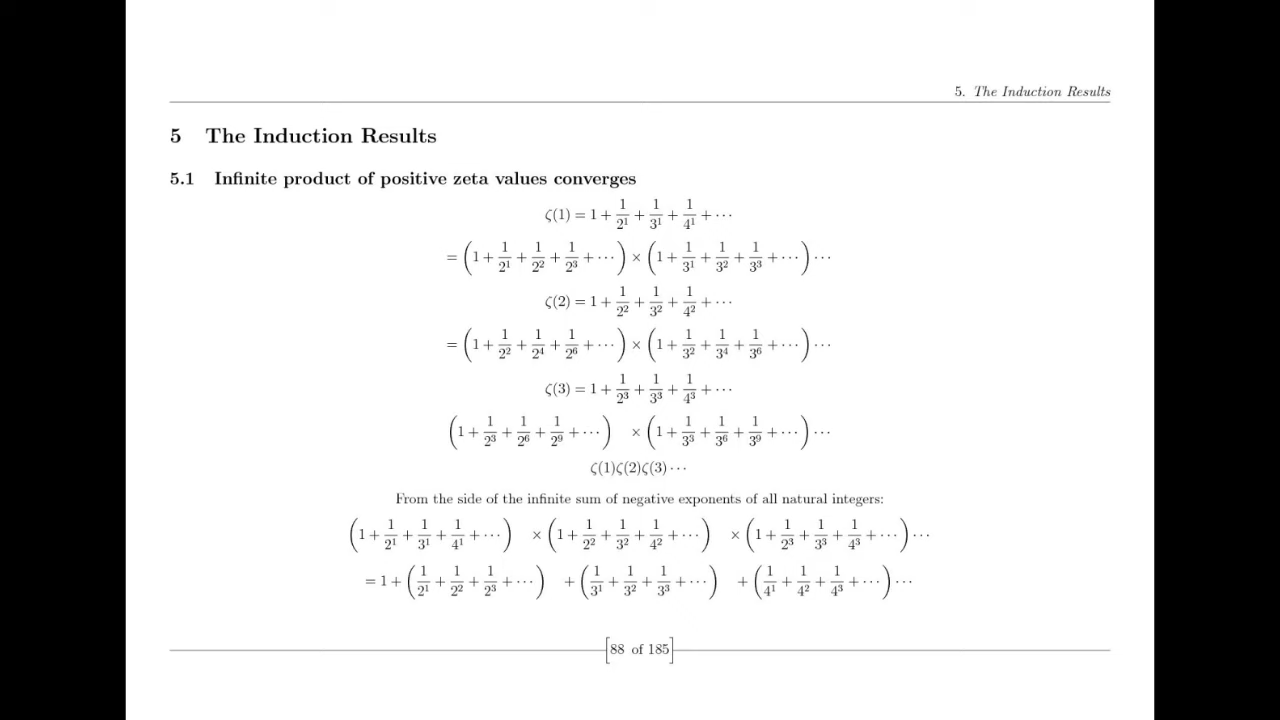 5. The Induction Results
5 The Induction Results
5.1 Infinite product of positive zeta values converges
ζ(1) = 1 + 1/2^1 + 1/3^1 + 1/4^1 + ⋯
= (1 + 1/2^1 + 1/2^2 + 1/2^3 + ⋯) × (1 + 1/3^1 + 1/3^2 + 1/3^3 + ⋯) ⋯
ζ(2) = 1 + 1/2^2 + 1/3^2 + 1/4^2 + ⋯
= (1 + 1/2^2 + 1/2^4 + 1/2^6 + ⋯) × (1 + 1/3^2 + 1/3^4 + 1/3^6 + ⋯) ⋯
ζ(3) = 1 + 1/2^3 + 1/3^3 + 1/4^3 + ⋯
(1 + 1/2^3 + 1/2^6 + 1/2^9 + ⋯) × (1 + 1/3^3 + 1/3^6 + 1/3^9 + ⋯) ⋯
ζ(1)ζ(2)ζ(3) ⋯
From the side of the infinite sum of negative exponents of all natural integers:
(1 + 1/2^1 + 1/3^1 + 1/4^1 + ⋯) × (1 + 1/2^2 + 1/3^2 + 1/4^2 + ⋯) × (1 + 1/2^3 + 1/3^3 + 1/4^3 + ⋯) ⋯
= 1 + (1/2^1 + 1/2^2 + 1/2^3 + ⋯) + (1/3^1 + 1/3^2 + 1/3^3 + ⋯) + (1/4^1 + 1/4^2 + 1/4^3 + ⋯) ⋯
[88 of 185]